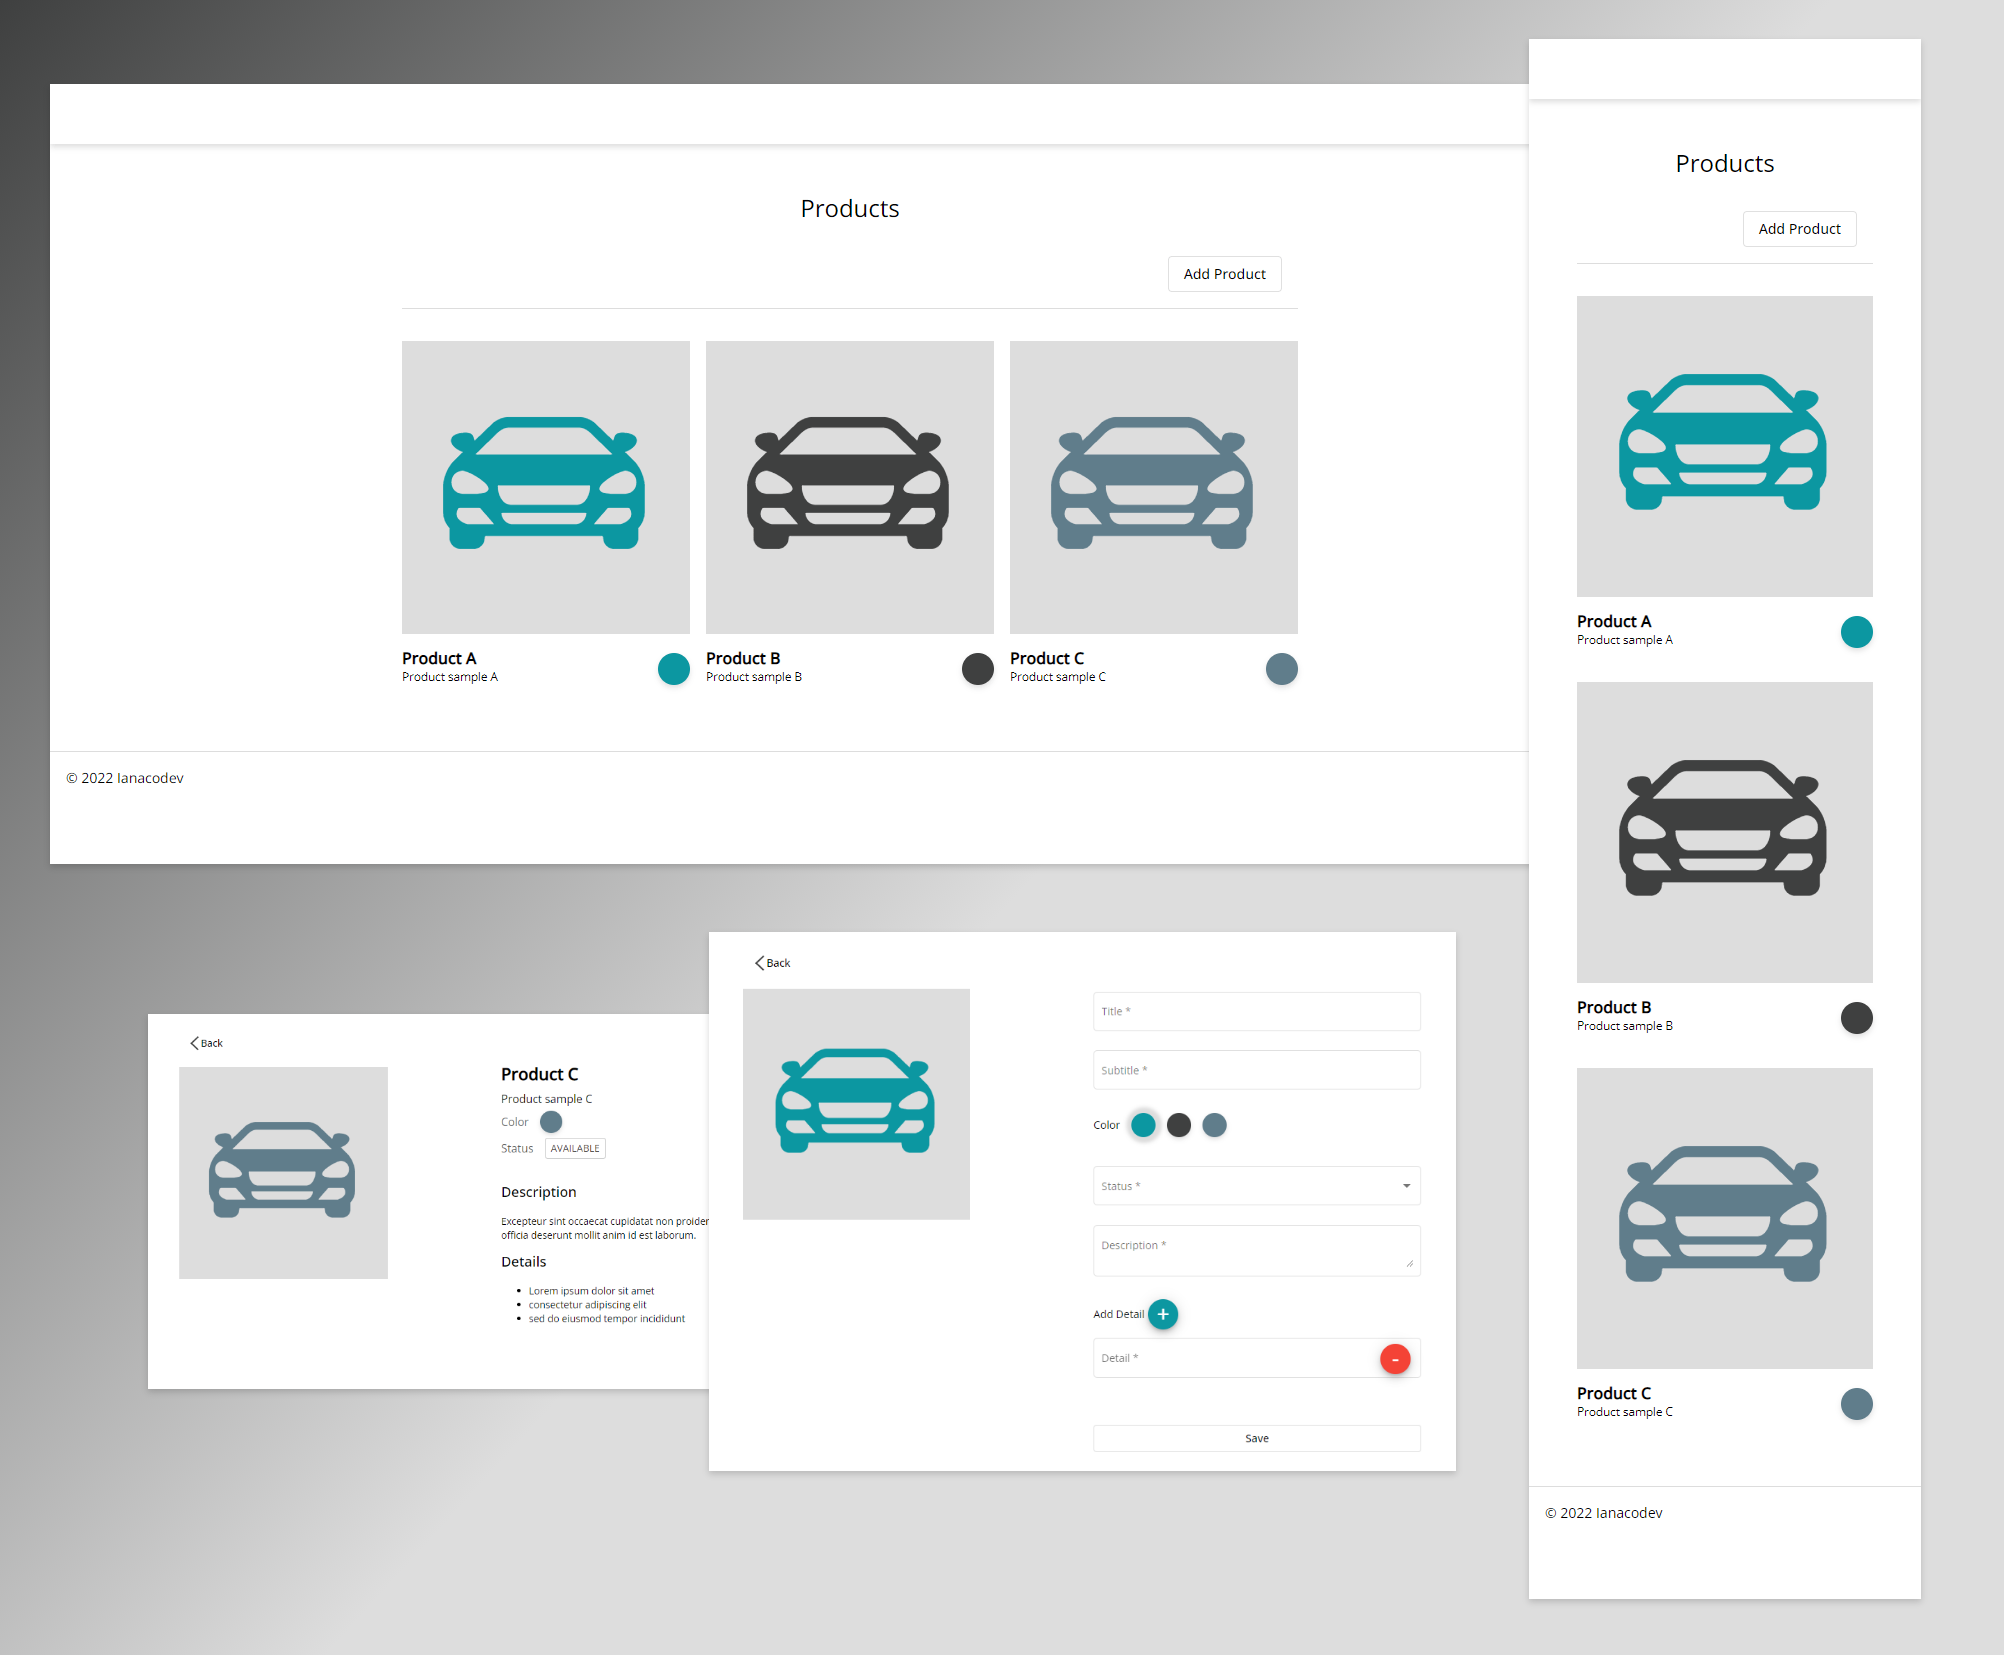 Products
Add Product
Product A
Product sample A
Product B
Product sample B
Product C
Product sample C
© 2022 Ianacodev
Products
Add Product
Product A
Product sample A
Product B
Product sample B
Product C
Product sample C
© 2022 Ianacodev
Back
Product C
Product sample C
Color
Status AVAILABLE
Description
Excepteur sint occaecat cupidatat non
officia deserunt mollit anim id est laborum.
Details
Lorem ipsum dolor sit amet
consectetur adipiscing elit
sed do eiusmod tempor incididunt
Back
Title *
Subtitle *
Color
Status *
Description *
Add Detail +
Detail * -
Save